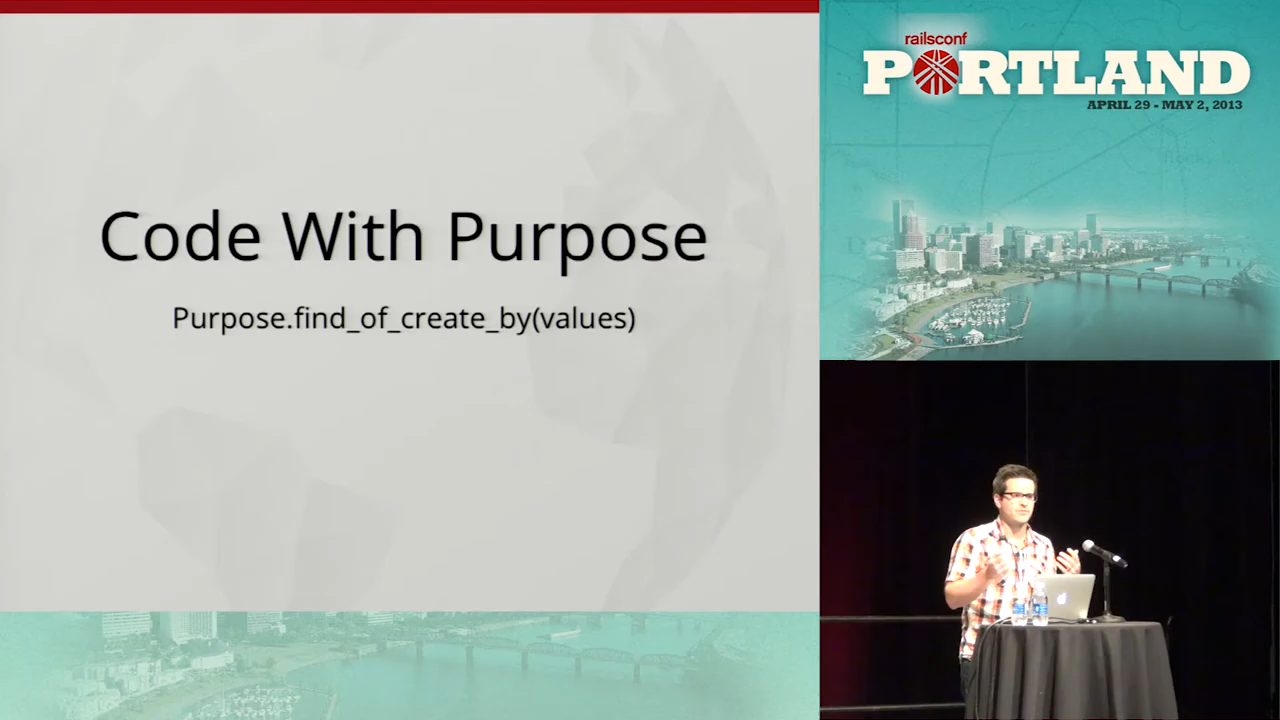 Code With Purpose
Purpose.find_of_create_by(values)
railsconf
PORTLAND
APRIL 29 - MAY 2, 2013